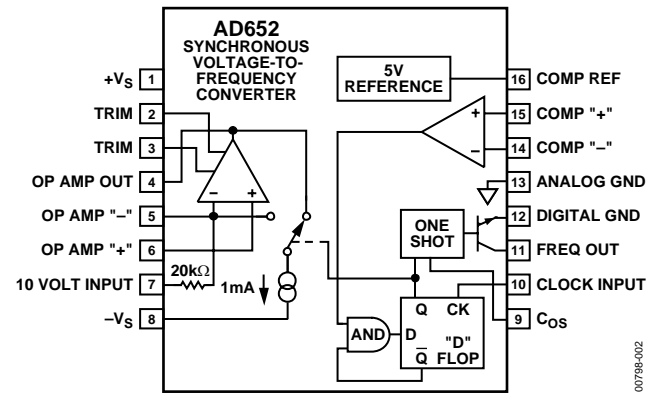 AD652
SYNCHRONOUS
VOLTAGE-TO-
FREQUENCY
CONVERTER
5V
REFERENCE
+VS 1
TRIM 2
TRIM 3
OP AMP OUT 4
OP AMP "–" 5
OP AMP "+" 6
10 VOLT INPUT 7
–VS 8
16 COMP REF
15 COMP "+"
14 COMP "–"
13 ANALOG GND
12 DIGITAL GND
11 FREQ OUT
10 CLOCK INPUT
9 COS
+
–
– +
20kΩ
1mA
ONE
SHOT
AND
Q CK
D "D"
Q̅ FLOP
00798-002